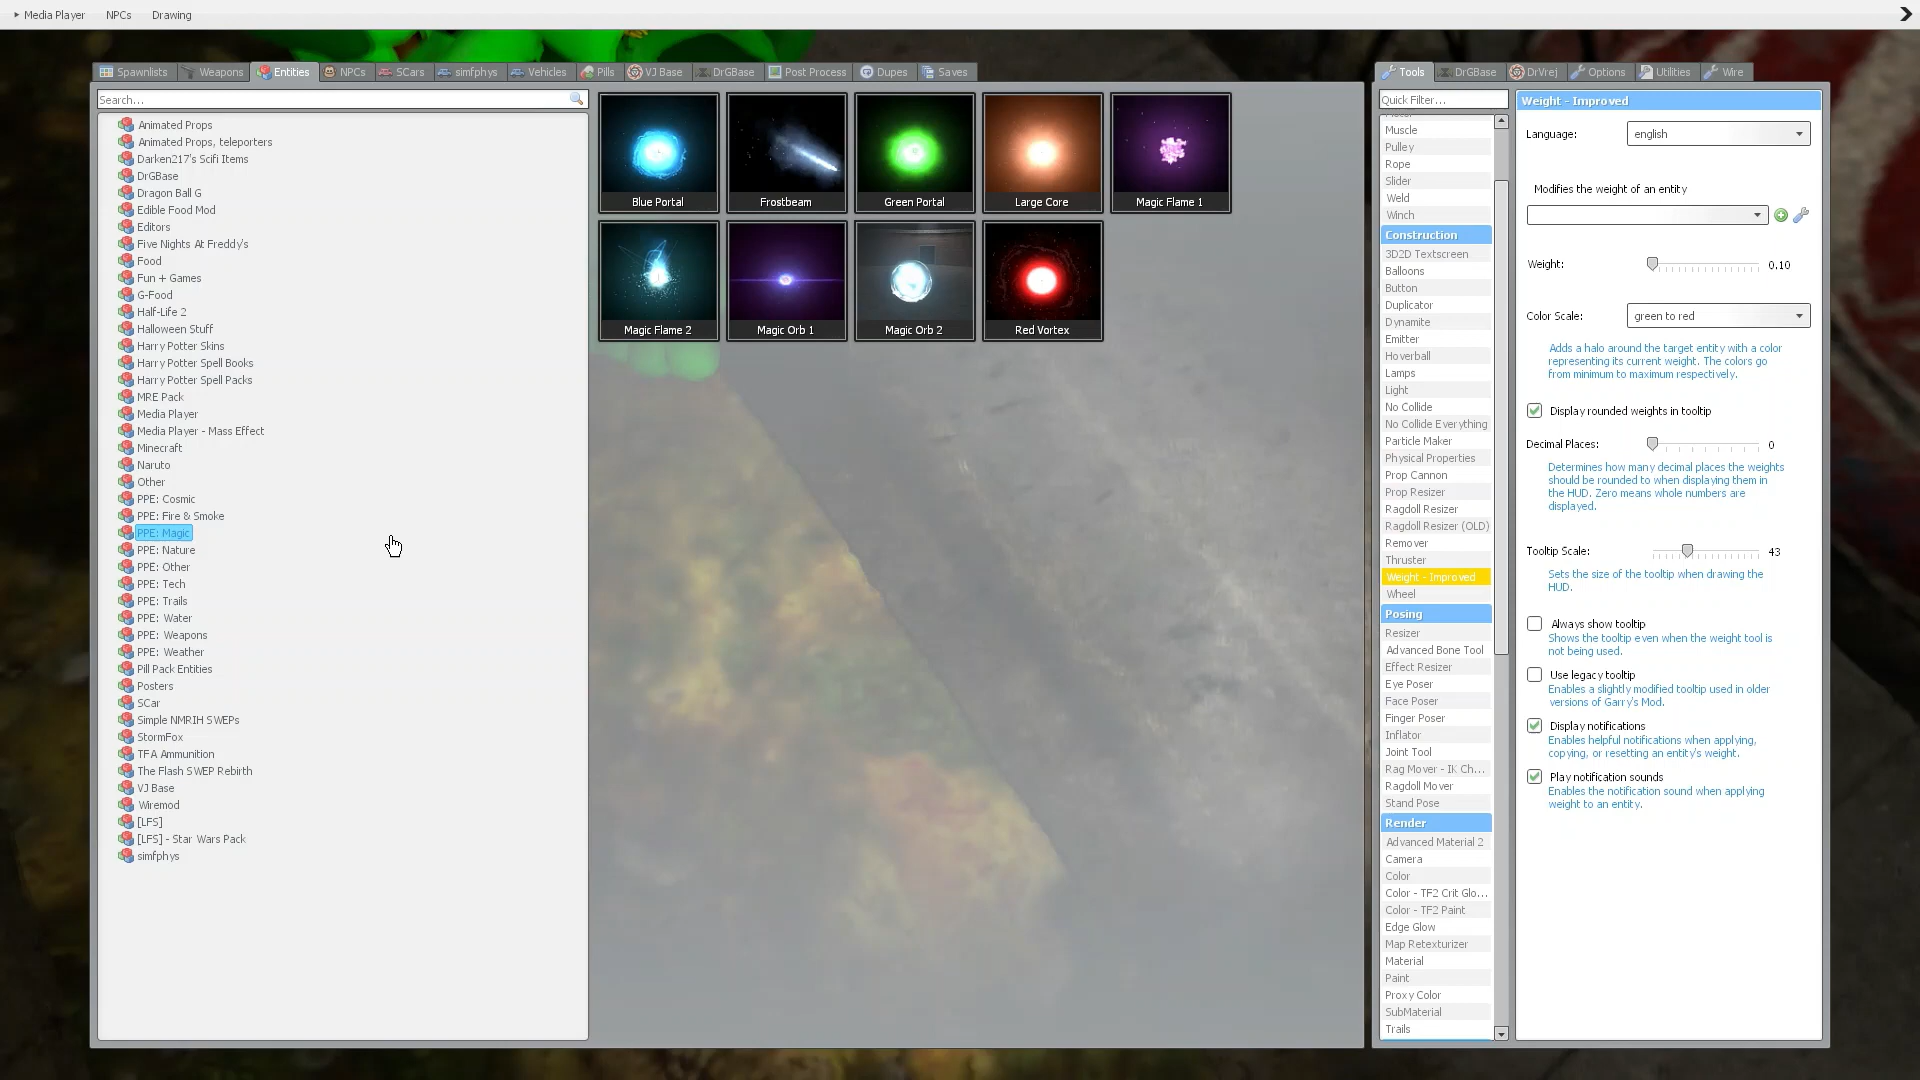 Media Player NPCs Drawing
Spawnlists Weapons Entities NPCs SCars simfphys Vehicles Pills VJ Base DrGBase Post Process Dupes Saves
Search...
Animated Props
Animated Props, teleporters
Darken217's Scifi Items
DrGBase
Dragon Ball G
Edible Food Mod
Editors
Five Nights At Freddy's
Food
Fun + Games
G-Food
Half-Life 2
Halloween Stuff
Harry Potter Skins
Harry Potter Spell Books
Harry Potter Spell Packs
MRE Pack
Media Player
Media Player - Mass Effect
Minecraft
Naruto
Other
PPE: Cosmic
PPE: Fire & Smoke
PPE: Magic
PPE: Nature
PPE: Other
PPE: Tech
PPE: Trails
PPE: Water
PPE: Weapons
PPE: Weather
Pill Pack Entities
Posters
SCar
Simple NMRIH SWEPs
StormFox
TFA Ammunition
The Flash SWEP Rebirth
VJ Base
Wiremod
[LFS]
[LFS] - Star Wars Pack
simfphys
Blue Portal Frostbeam Green Portal Large Core Magic Flame 1
Magic Flame 2 Magic Orb 1 Magic Orb 2 Red Vortex
Tools DrGBase DrVrej Options Utilities Wire
Quick Filter...
Muscle
Pulley
Rope
Slider
Weld
Winch
Construction
3D2D Textscreen
Balloons
Button
Duplicator
Dynamite
Emitter
Hoverball
Lamps
Light
No Collide
No Collide Everything
Particle Maker
Physical Properties
Prop Cannon
Prop Resizer
Ragdoll Resizer
Ragdoll Resizer (OLD)
Remover
Thruster
Weight - Improved
Wheel
Posing
Resizer
Advanced Bone Tool
Effect Resizer
Eye Poser
Face Poser
Finger Poser
Inflator
Joint Tool
Rag Mover - IK Ch...
Ragdoll Mover
Stand Pose
Render
Advanced Material 2
Camera
Color
Color - TF2 Crit Glo...
Color - TF2 Paint
Edge Glow
Map Retexturizer
Material
Paint
Proxy Color
SubMaterial
Trails
Weight - Improved
Language: english
Modifies the weight of an entity
Weight: 0.10
Color Scale: green to red
Adds a halo around the target entity with a color
representing its current weight. The colors go
from minimum to maximum respectively.
Display rounded weights in tooltip
Decimal Places: 0
Determines how many decimal places the weights
should be rounded to when displaying them in
the HUD. Zero means whole numbers are
displayed.
Tooltip Scale: 43
Sets the size of the tooltip when drawing the
HUD.
Always show tooltip
Shows the tooltip even when the weight tool is
not being used.
Use legacy tooltip
Enables a slightly modified tooltip used in older
versions of Garry's Mod.
Display notifications
Enables helpful notifications when applying,
copying, or resetting an entity's weight.
Play notification sounds
Enables the notification sound when applying
weight to an entity.